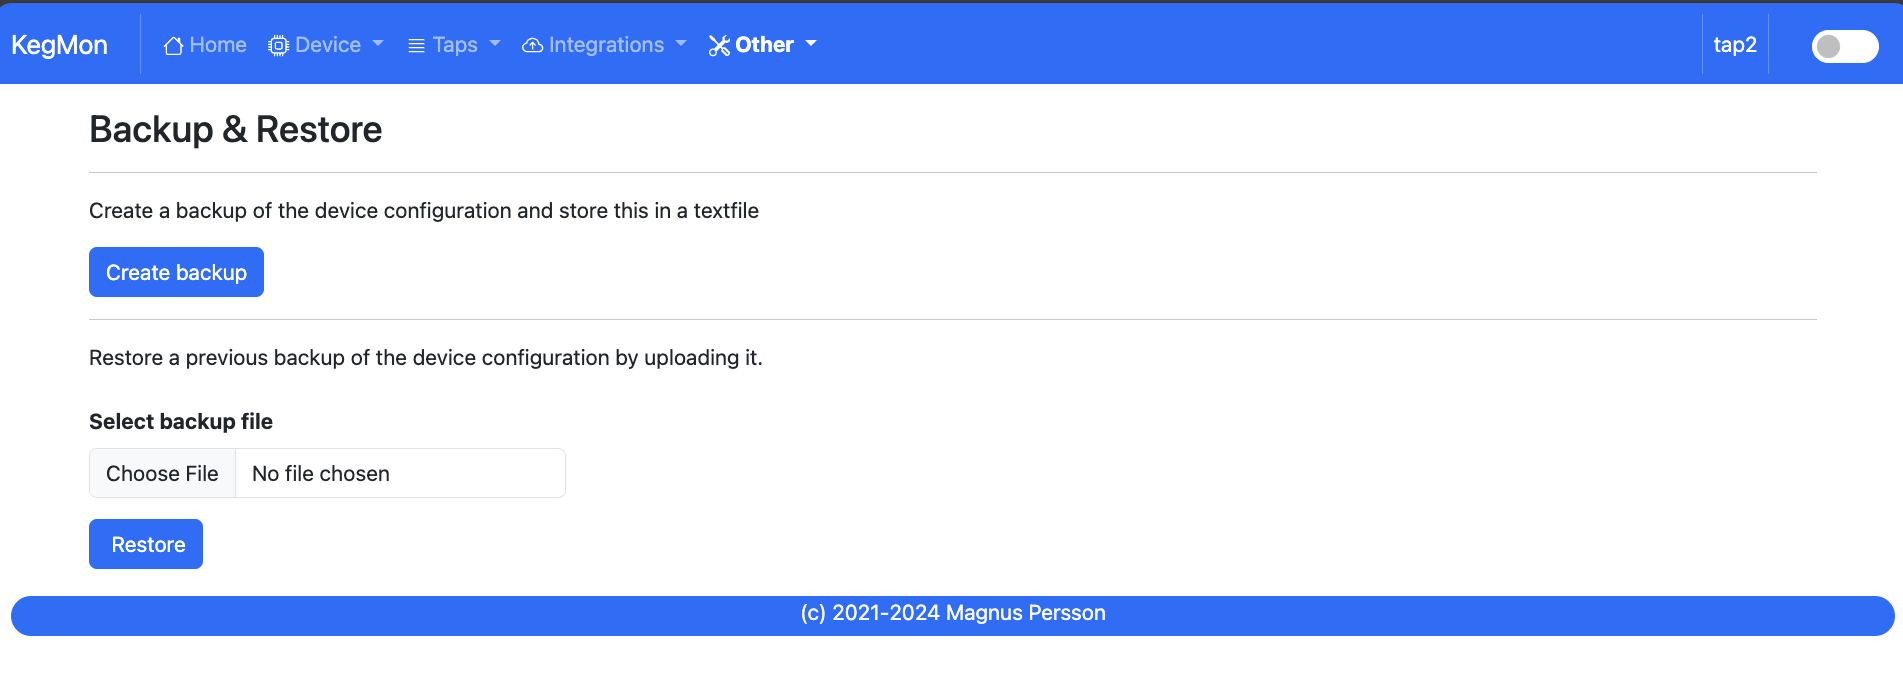 KegMon Home Device Taps Integrations Other tap2
Backup & Restore
Create a backup of the device configuration and store this in a textfile
Create backup
Restore a previous backup of the device configuration by uploading it.
Select backup file
Choose File No file chosen
Restore
(c) 2021-2024 Magnus Persson